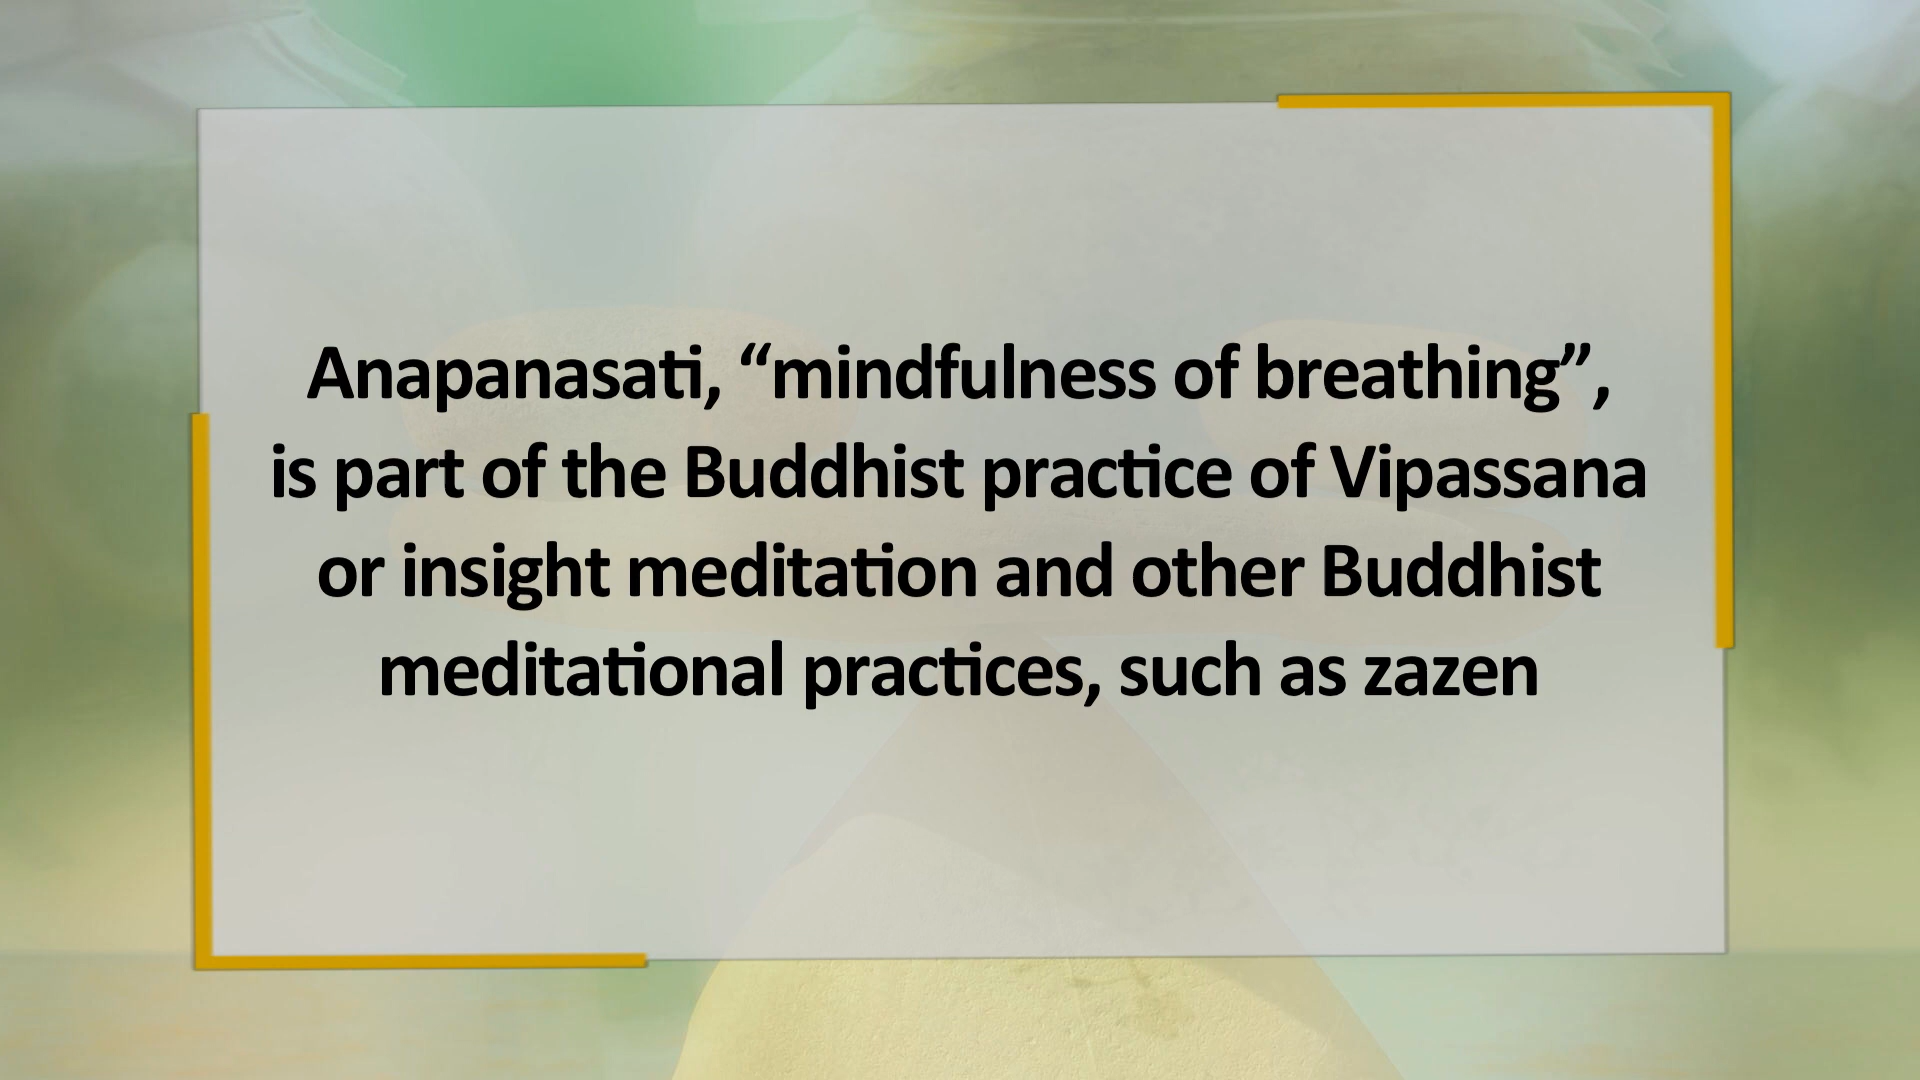 Anapanasati, “mindfulness of breathing”,
is part of the Buddhist practice of Vipassana
or insight meditation and other Buddhist
meditational practices, such as zazen